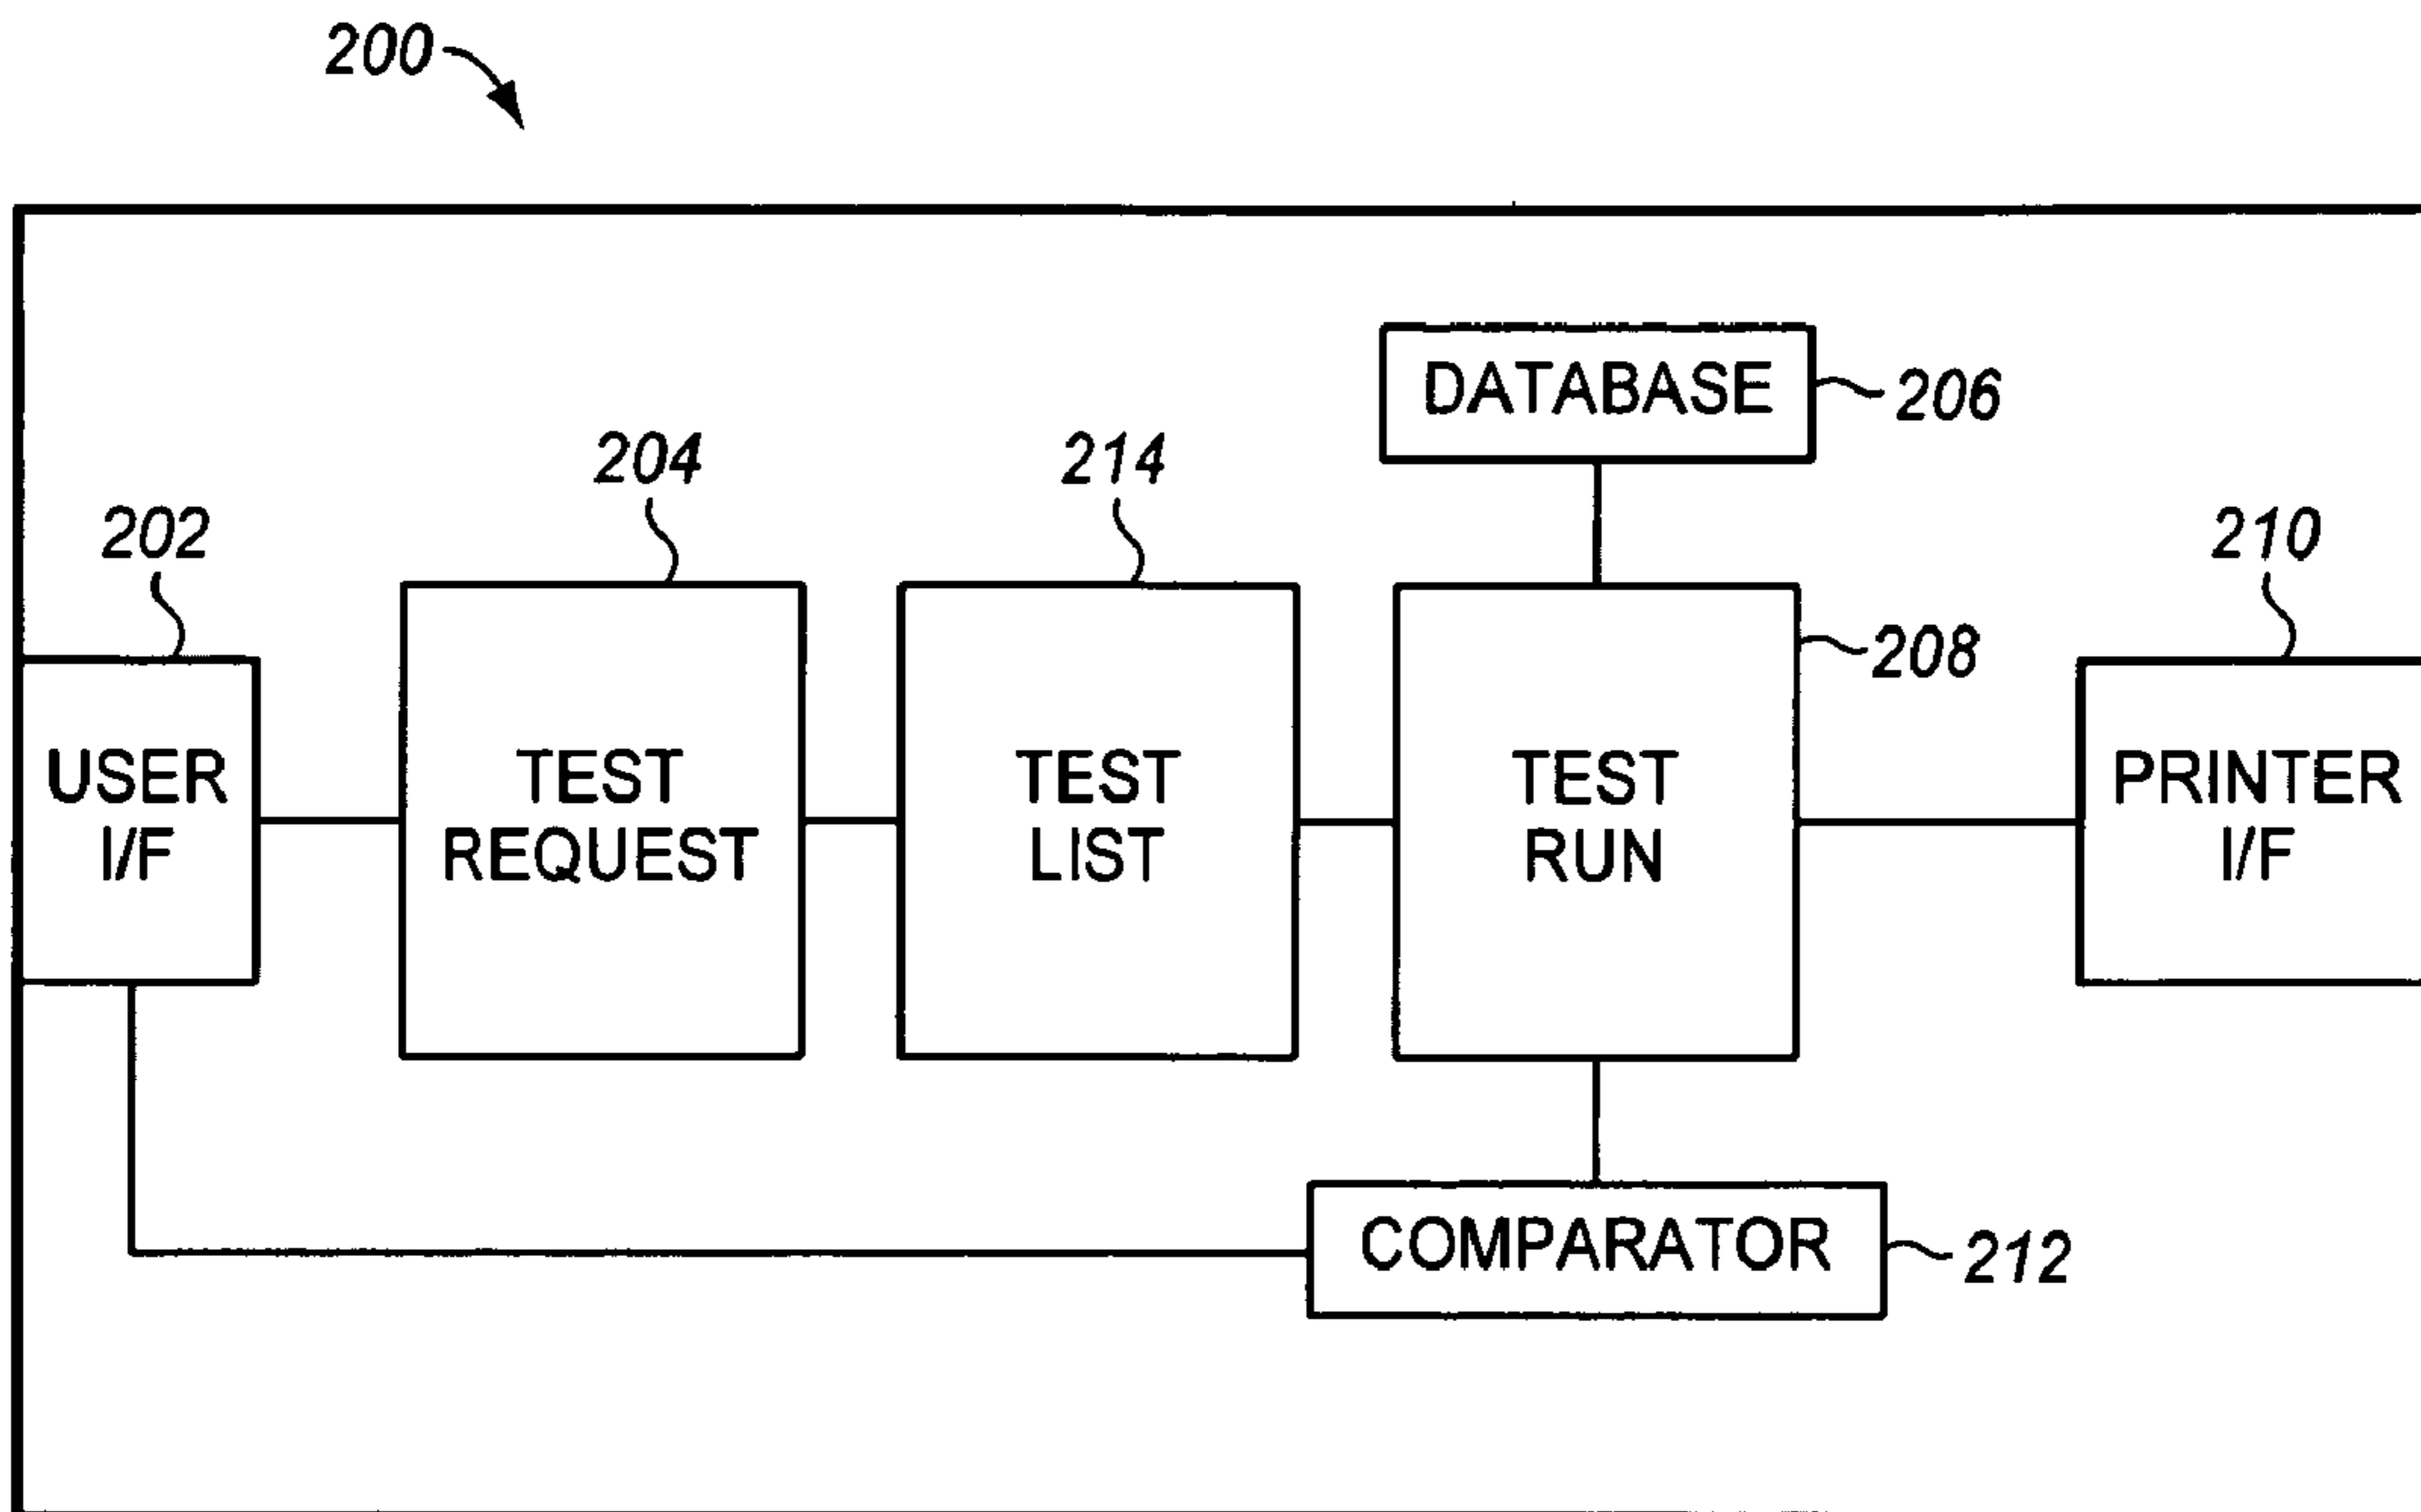 200
DATABASE
206
204
214
202
210
208
USER
I/F
TEST
REQUEST
TEST
LIST
TEST
RUN
PRINTER
I/F
COMPARATOR
212